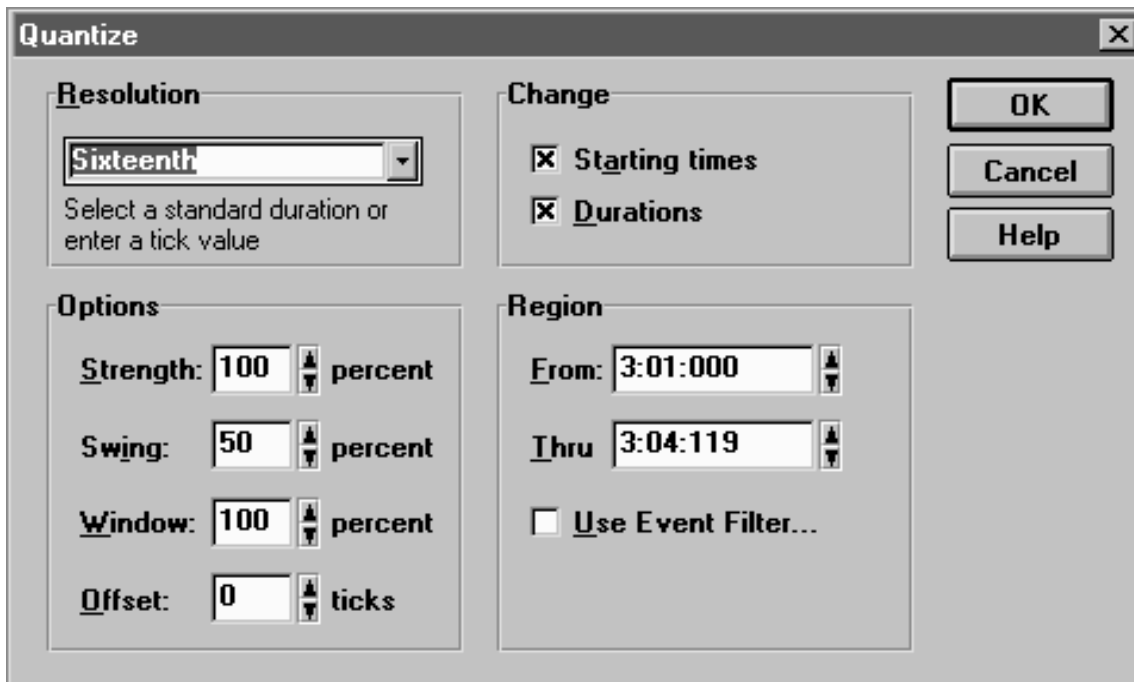 Quantize
Resolution
Sixteenth
Select a standard duration or
enter a tick value
Change
Starting times
Durations
OK
Cancel
Help
Options
Strength: 100 percent
Swing: 50 percent
Window: 100 percent
Offset: 0 ticks
Region
From: 3:01:000
Thru 3:04:119
Use Event Filter...